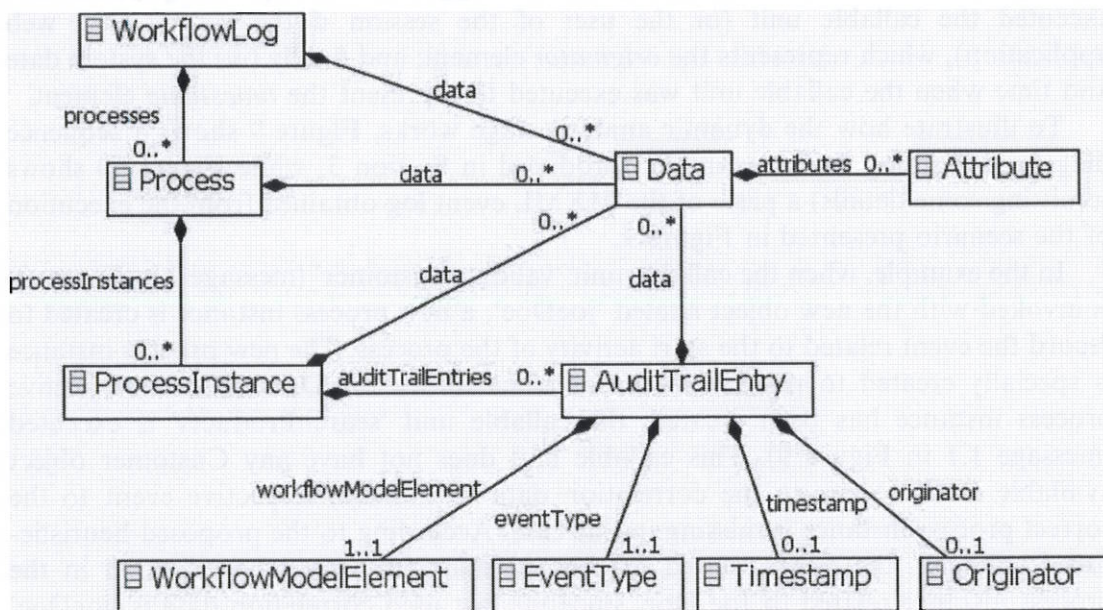 WorkflowLog
data
processes
0..*
0..*
Process
data
0..*
Data
attributes
0..*
Attribute
0..*
0..*
processInstances
data
data
0..*
ProcessInstance
auditTrailEntries
0..*
AuditTrailEntry
workflowModelElement
eventType
timestamp
originator
1..1
1..1
0..1
0..1
WorkflowModelElement
EventType
Timestamp
Originator